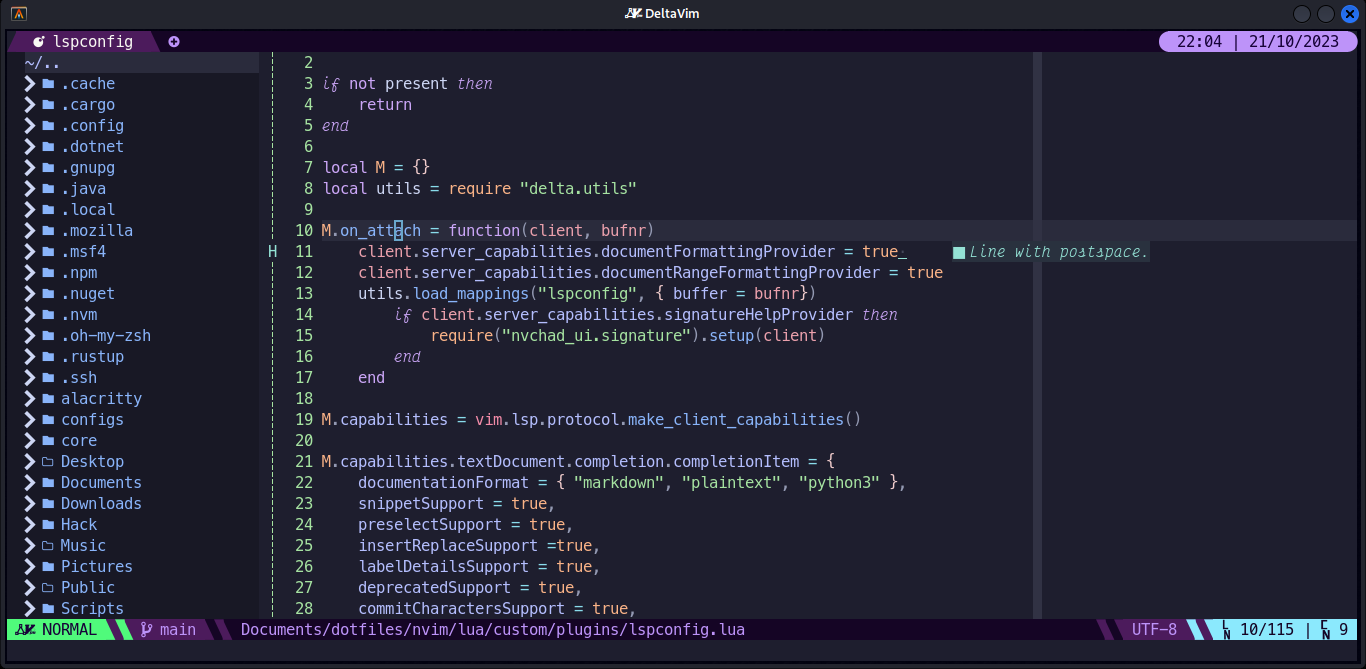 DeltaVim
lspconfig
22:04 | 21/10/2023
~/..
.cache
.cargo
.config
.dotnet
.gnupg
.java
.local
.mozilla
.msf4
.npm
.nuget
.nvm
.oh-my-zsh
.rustup
.ssh
alacritty
configs
core
Desktop
Documents
Downloads
Hack
Music
Pictures
Public
Scripts
2
3 if not present then
4     return
5 end
6
7 local M = {}
8 local utils = require "delta.utils"
9
10 M.on_attach = function(client, bufnr)
H 11     client.server_capabilities.documentFormattingProvider = true_ Line with postspace.
12     client.server_capabilities.documentRangeFormattingProvider = true
13     utils.load_mappings("lspconfig", { buffer = bufnr})
14         if client.server_capabilities.signatureHelpProvider then
15             require("nvchad_ui.signature").setup(client)
16         end
17     end
18
19 M.capabilities = vim.lsp.protocol.make_client_capabilities()
20
21 M.capabilities.textDocument.completion.completionItem = {
22     documentationFormat = { "markdown", "plaintext", "python3" },
23     snippetSupport = true,
24     preselectSupport = true,
25     insertReplaceSupport =true,
26     labelDetailsSupport = true,
27     deprecatedSupport = true,
28     commitCharactersSupport = true,
NORMAL main Documents/dotfiles/nvim/lua/custom/plugins/lspconfig.lua UTF-8 LN 10/115 | CN 9